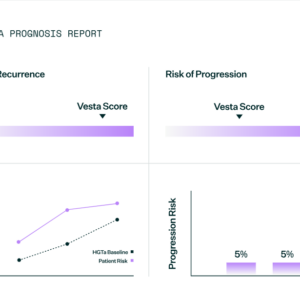 A PROGNOSIS REPORT
Recurrence
Vesta Score
HGTa Baseline
Patient Risk
Risk of Progression
Vesta Score
Progression Risk
5%
5%